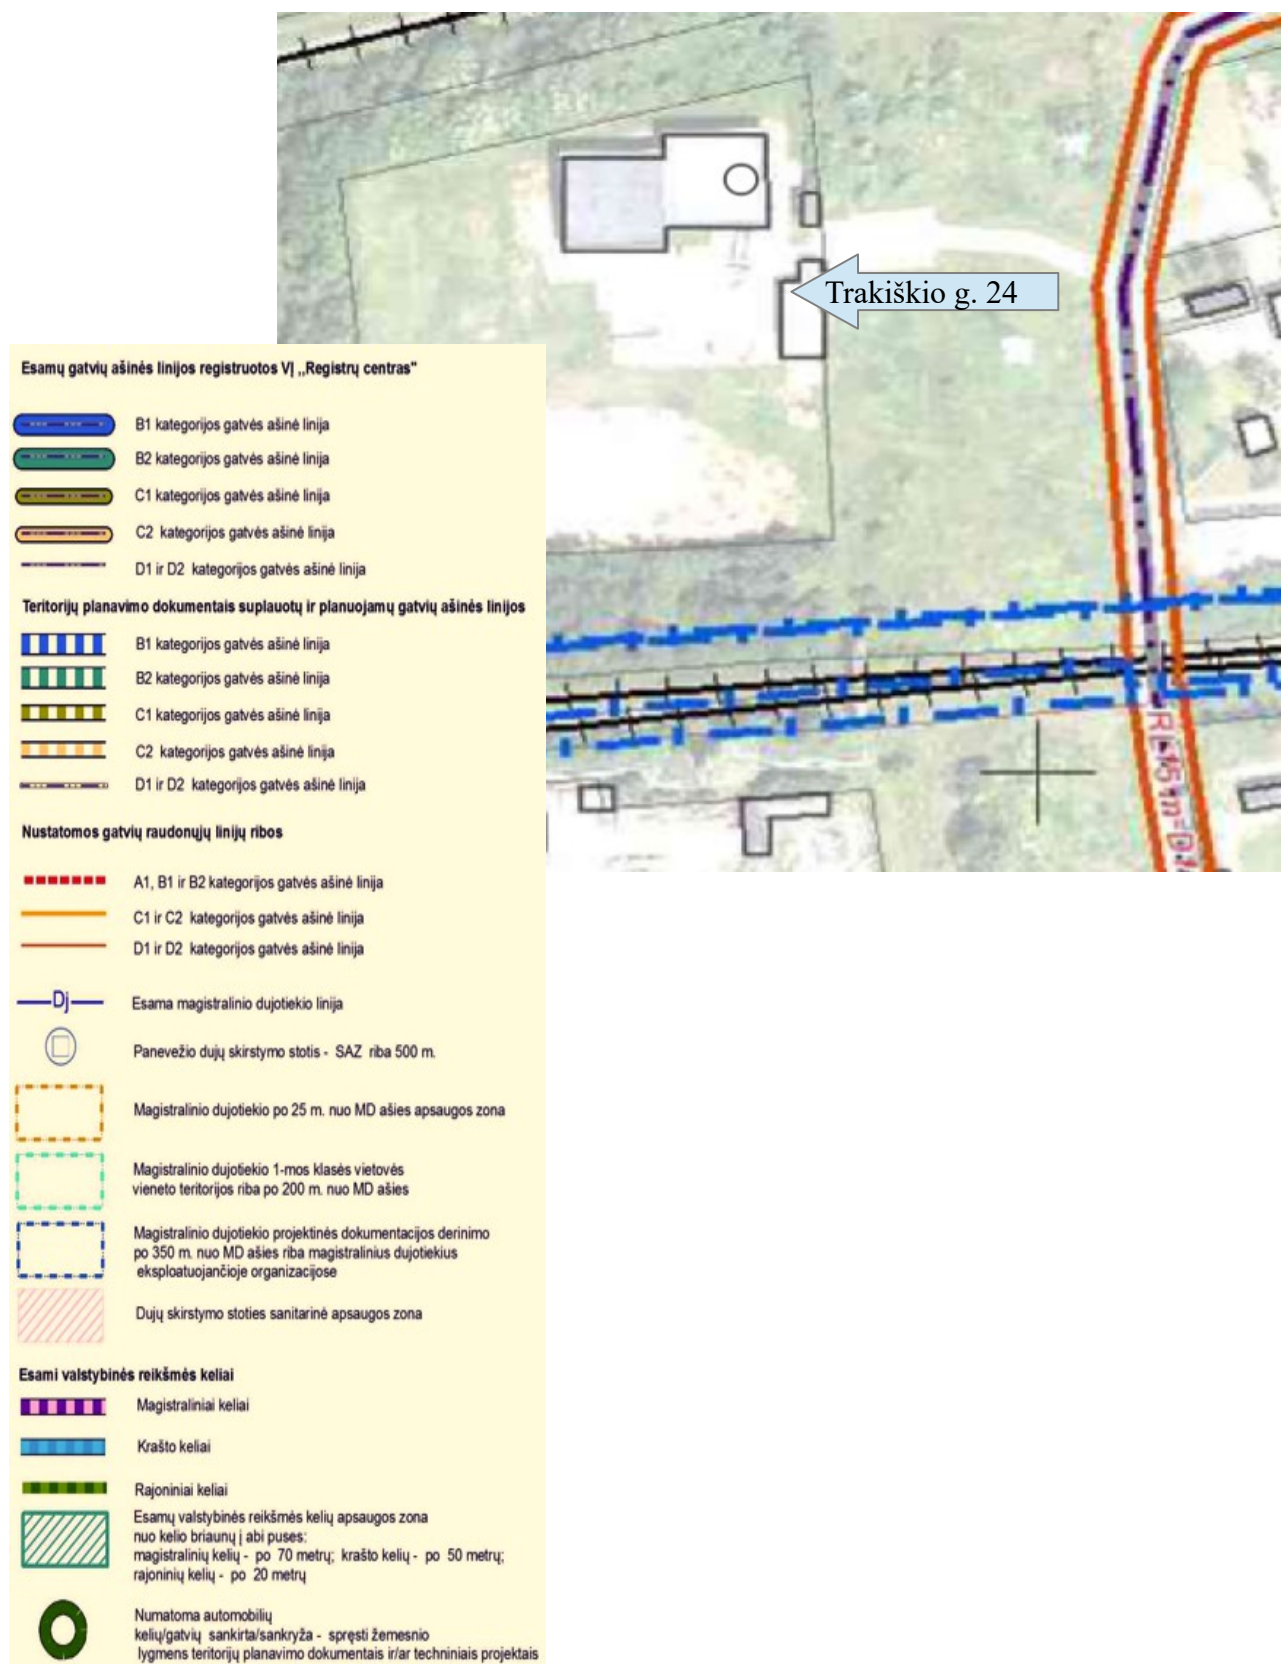 Trakiškio g. 24
Esamų gatvių ašinės linijos registruotos VĮ ,,Registrų centras"
B1 kategorijos gatvės ašinė linija
B2 kategorijos gatvės ašinė linija
C1 kategorijos gatvės ašinė linija
C2 kategorijos gatvės ašinė linija
D1 ir D2 kategorijos gatvės ašinė linija
Teritorijų planavimo dokumentais suplauotų ir planuojamų gatvių ašinės linijos
B1 kategorijos gatvės ašinė linija
B2 kategorijos gatvės ašinė linija
C1 kategorijos gatvės ašinė linija
C2 kategorijos gatvės ašinė linija
D1 ir D2 kategorijos gatvės ašinė linija
Nustatomos gatvių raudonųjų linijų ribos
A1, B1 ir B2 kategorijos gatvės ašinė linija
C1 ir C2 kategorijos gatvės ašinė linija
D1 ir D2 kategorijos gatvės ašinė linija
Dj
Esama magistralinio dujotiekio linija
Panevėžio dujų skirstymo stotis - SAZ riba 500 m.
Magistralinio dujotiekio po 25 m. nuo MD ašies apsaugos zona
Magistralinio dujotiekio 1-mos klasės vietovės
vieneto teritorijos riba po 200 m. nuo MD ašies
Magistralinio dujotiekio projektinės dokumentacijos derinimo
po 350 m. nuo MD ašies riba magistralinius dujotiekius
eksploatuojančioje organizacijose
Dujų skirstymo stoties sanitarinė apsaugos zona
Esami valstybinės reikšmės keliai
Magistraliniai keliai
Krašto keliai
Rajoniniai keliai
Esamų valstybinės reikšmės kelių apsaugos zona
nuo kelio briaunų į abi puses:
magistralinių kelių - po 70 metrų; krašto kelių - po 50 metrų;
rajoninių kelių - po 20 metrų
Numatoma automobilių
kelių/gatvių sankirta/sankryža - spręsti žemesnio
lygmens teritorijų planavimo dokumentais ir/ar techniniais projektais